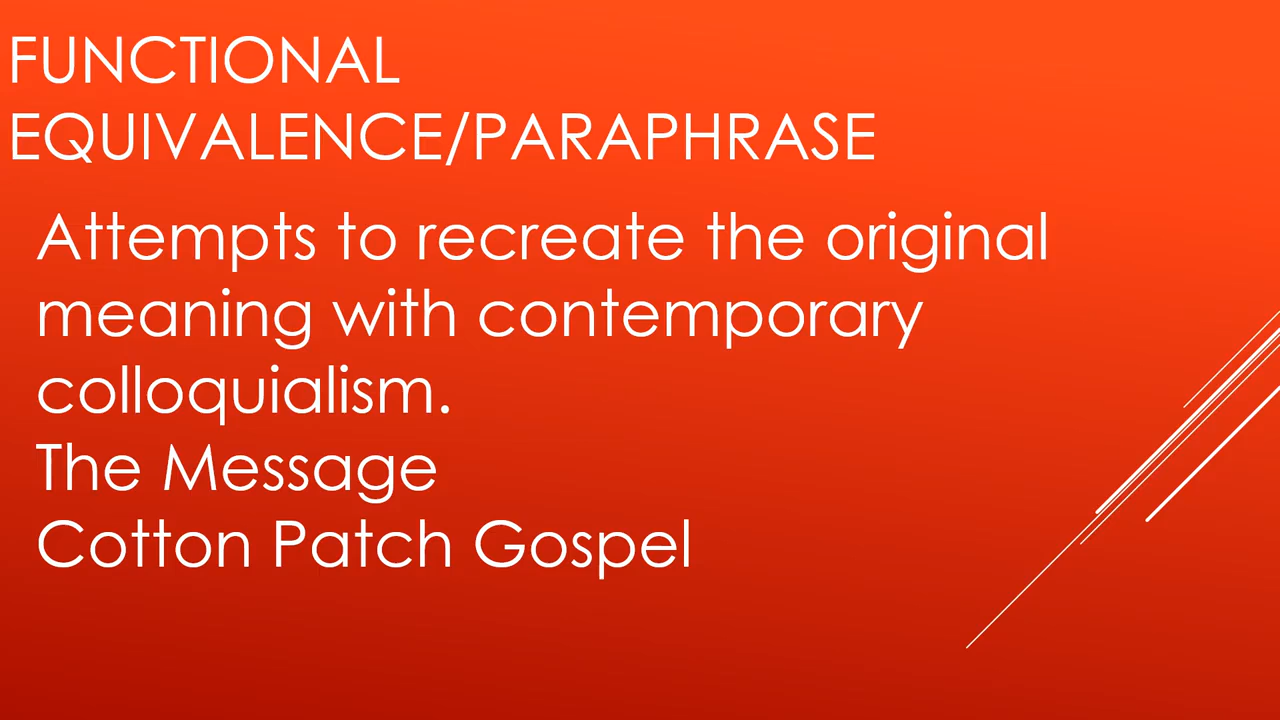 FUNCTIONAL
EQUIVALENCE/PARAPHRASE
Attempts to recreate the original
meaning with contemporary
colloquialism.
The Message
Cotton Patch Gospel